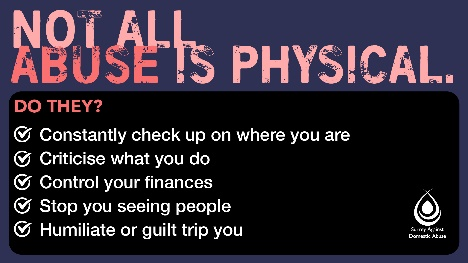 NOT ALL
ABUSE IS PHYSICAL.
DO THEY?
Constantly check up on where you are
Criticise what you do
Control your finances
Stop you seeing people
Humiliate or guilt trip you
Surrey Against
Domestic Abuse